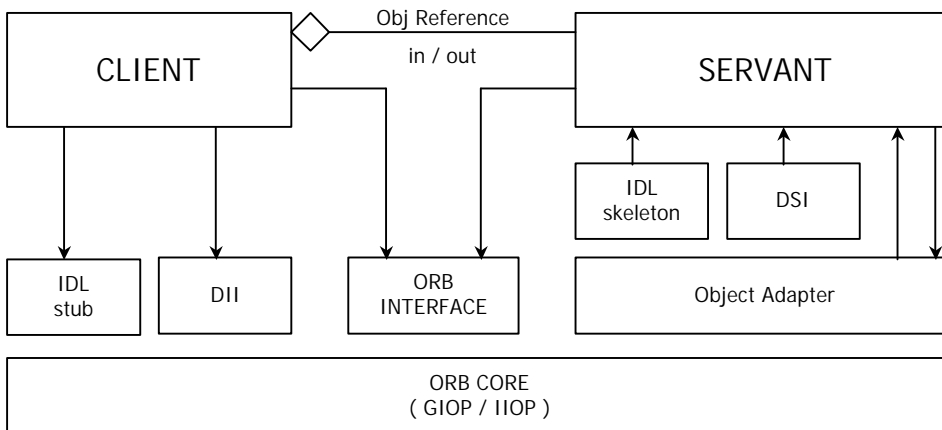 Obj Reference
in / out
CLIENT
SERVANT
IDL
skeleton
DSI
IDL
stub
DII
ORB
INTERFACE
Object Adapter
ORB CORE
( GIOP / IIOP )